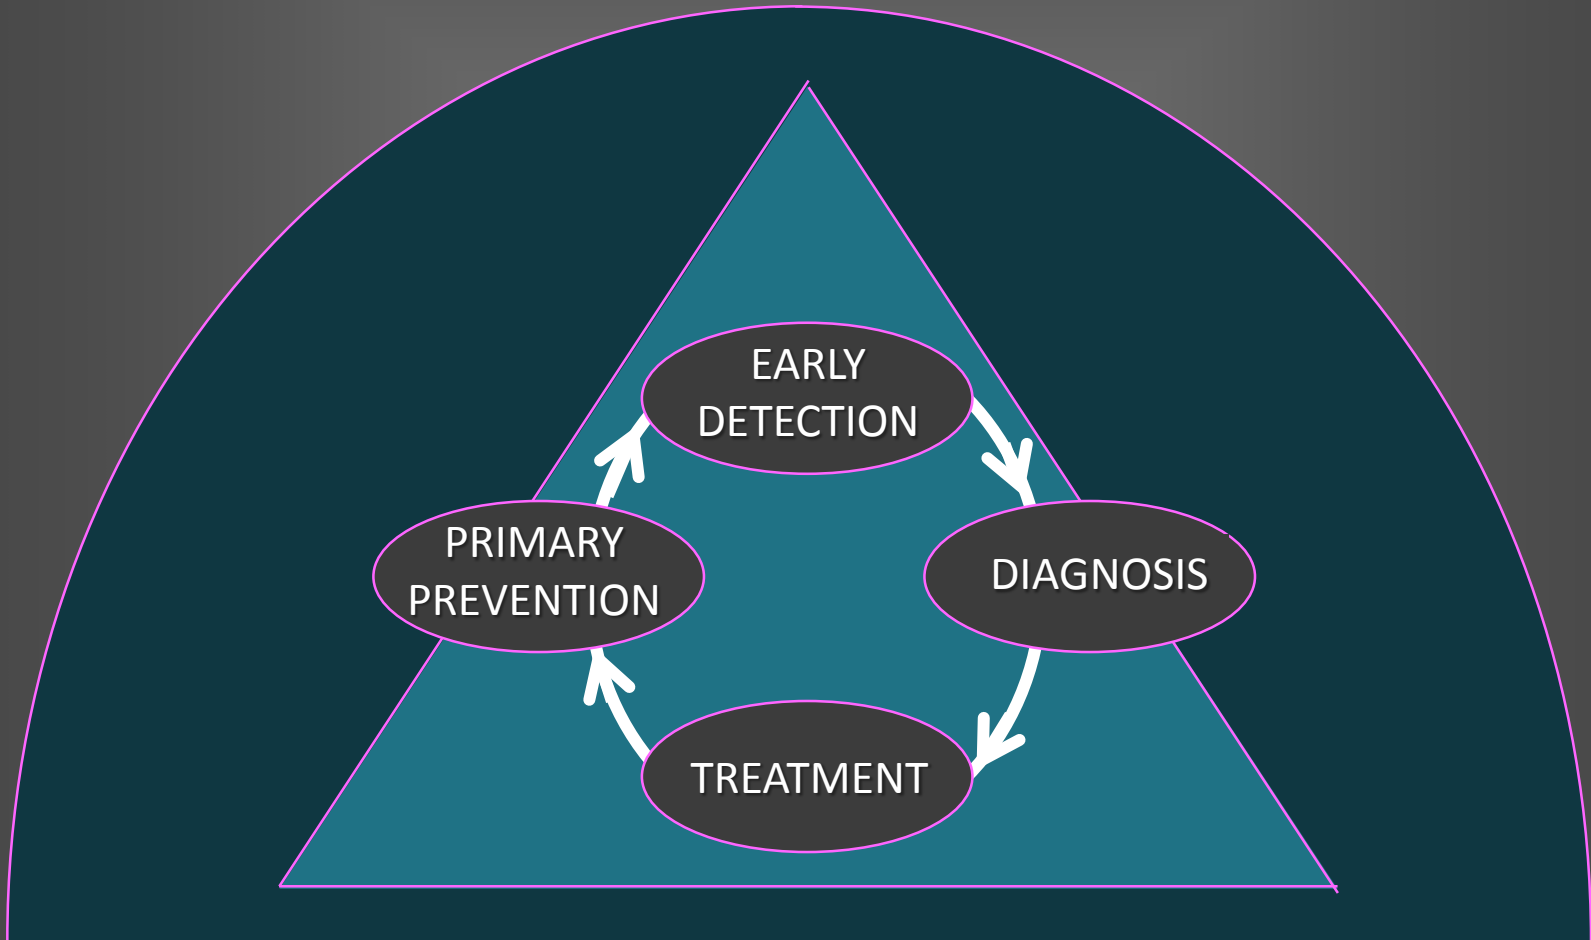 EARLY
DETECTION
PRIMARY
PREVENTION
DIAGNOSIS
TREATMENT